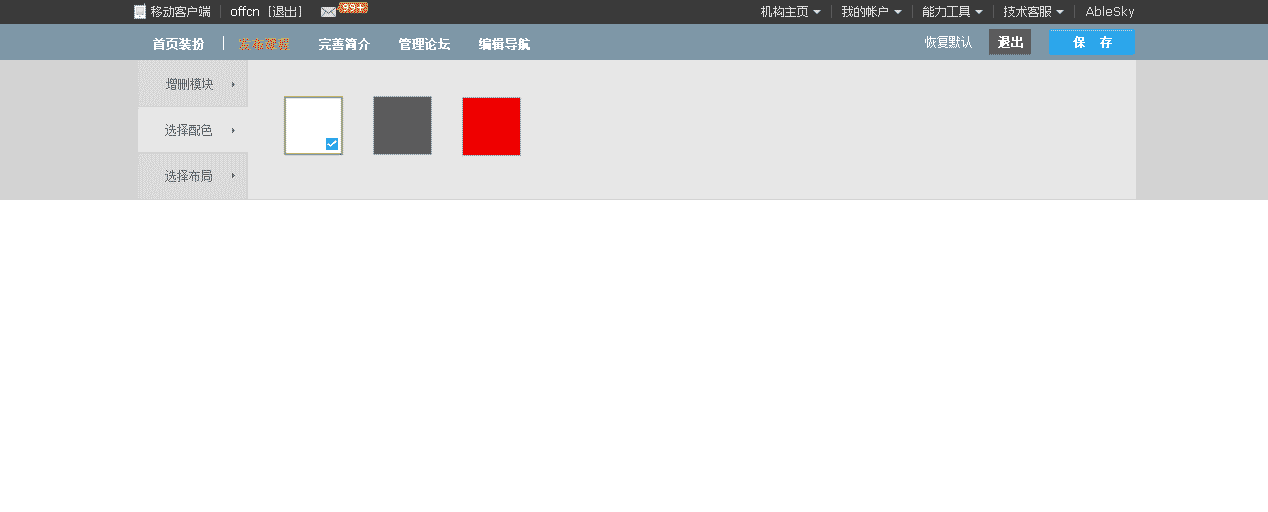 移动客户端 offcn [退出] 99+ 机构主页 我的帐户 能力工具 技术客服 AbleSky
首页装扮 完善简介 管理论坛 编辑导航 恢复默认 退出 保 存
增删模块
选择配色
选择布局